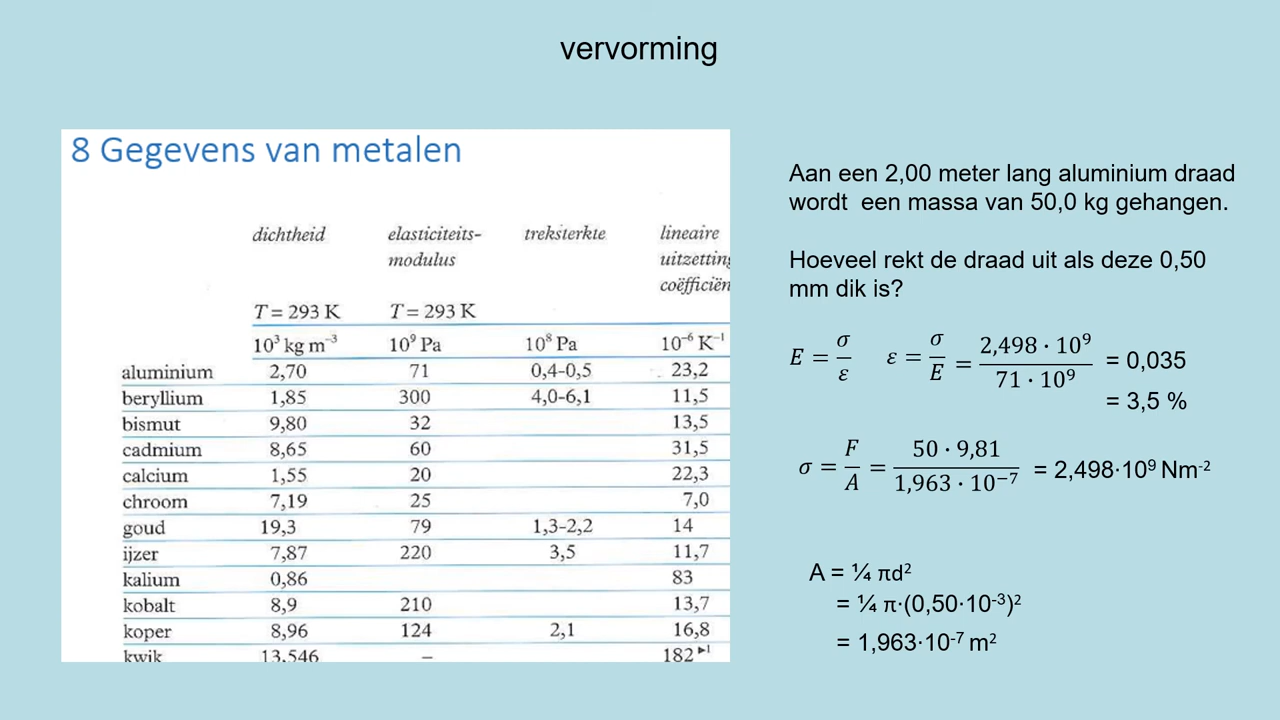 vervorming
8 Gegevens van metalen
dichtheid elasticiteits- treksterkte lineaire
modulus uitzetting
coëfficiën
T = 293 K T = 293 K
10³ kg m⁻³ 10⁹ Pa 10⁸ Pa 10⁻⁶ K⁻¹
aluminium 2,70 71 0,4-0,5 23,2
beryllium 1,85 300 4,0-6,1 11,5
bismut 9,80 32 13,5
cadmium 8,65 60 31,5
calcium 1,55 20 22,3
chroom 7,19 25 7,0
goud 19,3 79 1,3-2,2 14
ijzer 7,87 220 3,5 11,7
kalium 0,86 83
kobalt 8,9 210 13,7
koper 8,96 124 2,1 16,8
kwik 13,546 – 182 ▸1
Aan een 2,00 meter lang aluminium draad
wordt een massa van 50,0 kg gehangen.
Hoeveel rekt de draad uit als deze 0,50
mm dik is?
E = σ/ε ε = σ/E = 2,498 · 10⁹/71 · 10⁹ = 0,035
= 3,5 %
σ = F/A = 50 · 9,81/1,963 · 10⁻⁷ = 2,498·10⁹ Nm⁻²
A = ¼ πd²
= ¼ π·(0,50·10⁻³)²
= 1,963·10⁻⁷ m²